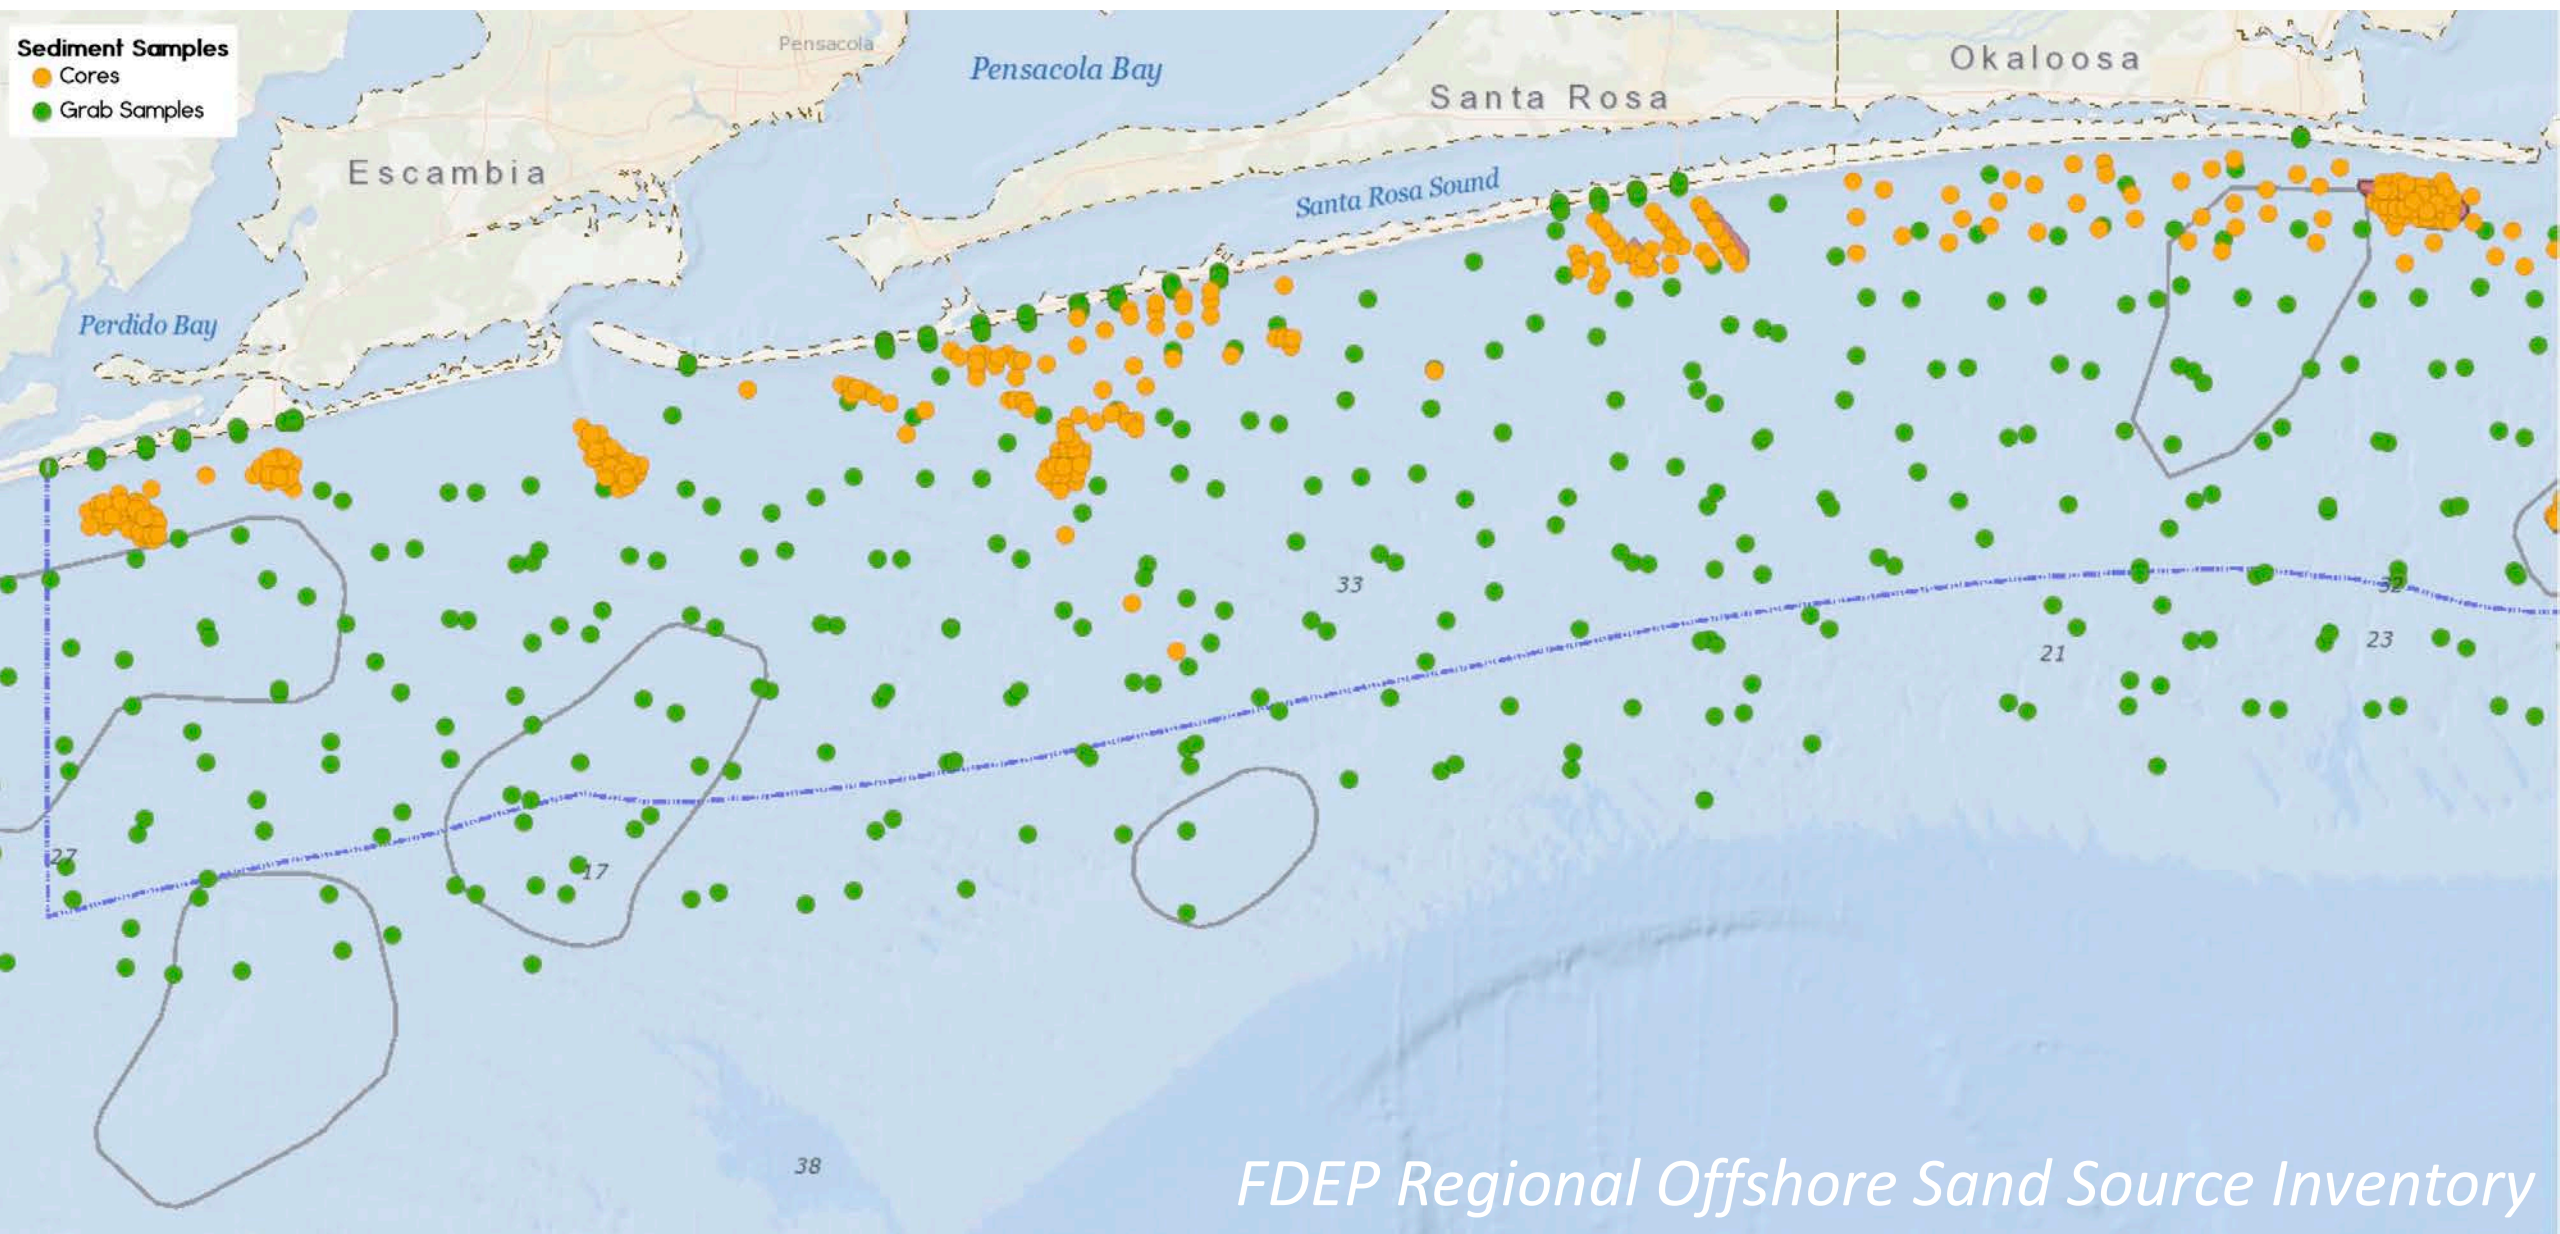 Sediment Samples
Cores
Grab Samples
Pensacola
Pensacola Bay
Okaloosa
Santa Rosa
Escambia
Santa Rosa Sound
Perdido Bay
33
32
23
21
27
17
38
FDEP Regional Offshore Sand Source Inventory